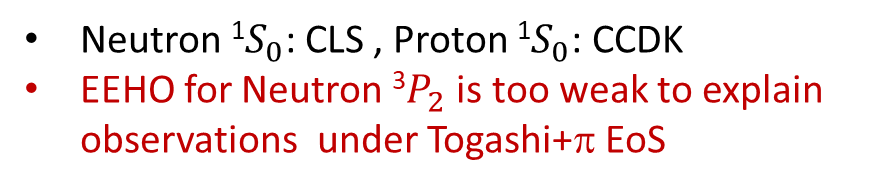 • Neutron ¹S₀: CLS , Proton ¹S₀: CCDK
• EEHO for Neutron ³P₂ is too weak to explain
observations under Togashi+π EoS